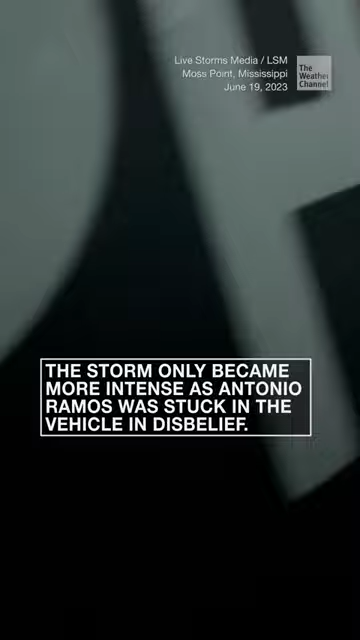 Live Storms Media / LSM
Moss Point, Mississippi
June 19, 2023
The
Weather
Channel
THE STORM ONLY BECAME
MORE INTENSE AS ANTONIO
RAMOS WAS STUCK IN THE
VEHICLE IN DISBELIEF.